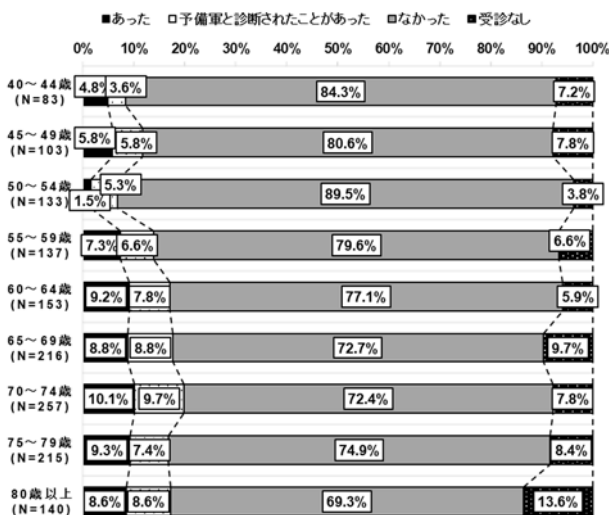 ■あった □予備軍と診断されたことがあった ■なかった ■受診なし
0% 10% 20% 30% 40% 50% 60% 70% 80% 90% 100%
40～44歳
(N=83)
4.8% 3.6% 84.3% 7.2%
45～49歳
(N=103)
5.8% 5.8% 80.6% 7.8%
50～54歳
(N=133)
1.5% 5.3% 89.5% 3.8%
55～59歳
(N=137)
7.3% 6.6% 79.6% 6.6%
60～64歳
(N=153)
9.2% 7.8% 77.1% 5.9%
65～69歳
(N=216)
8.8% 8.8% 72.7% 9.7%
70～74歳
(N=257)
10.1% 9.7% 72.4% 7.8%
75～79歳
(N=215)
9.3% 7.4% 74.9% 8.4%
80歳以上
(N=140)
8.6% 8.6% 69.3% 13.6%